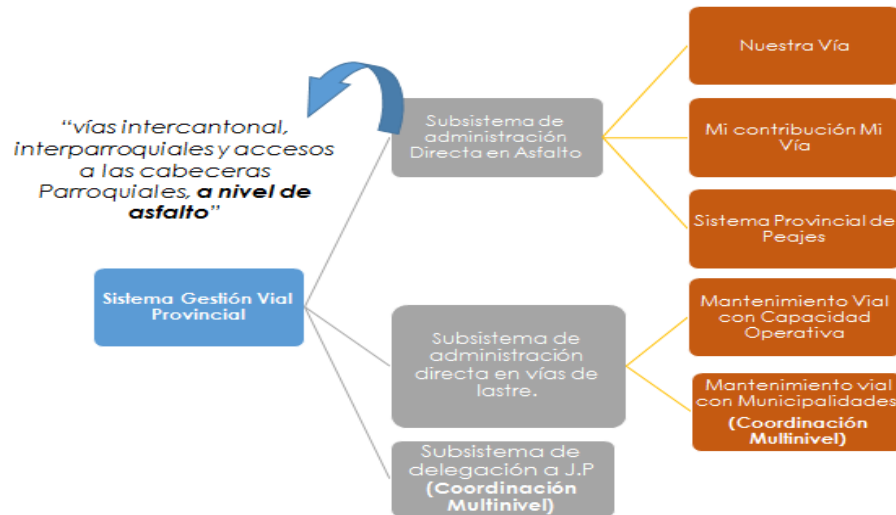 "vías intercantonal,
interparroquiales y accesos
a las cabeceras
Parroquiales, a nivel de
asfalto"
Sistema Gestión Vial
Provincial
Subsistema de
administración
Directa en Asfalto
Subsistema de
administración
directa en vías de
lastre.
Subsistema de
delegación a J.P
(Coordinación
Multinivel)
Nuestra Vía
Mi contribución Mi
Vía
Sistema Provincial de
Peajes
Mantenimiento Vial
con Capacidad
Operativa
Mantenimiento vial
con Municipalidades
(Coordinación
Multinivel)